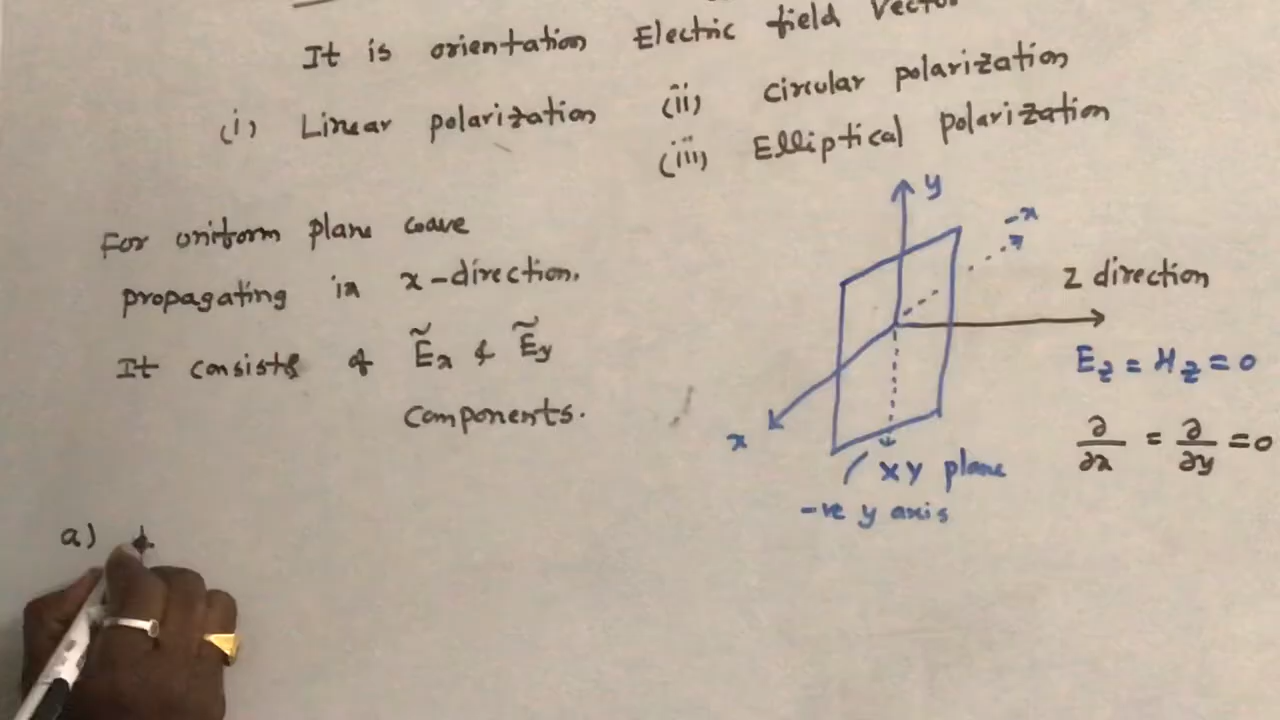 It is orientation Electric field Vector
(i) Linear polarization (ii) circular polarization
(iii) Elliptical polarization
For uniform plane wave
propagating in x-direction.
It consists of Ẽx & Ẽy
components.
y
-x
Z direction
Ez = Hz = 0
∂/∂x = ∂/∂y = 0
x
xy plane
-ve y axis
a)